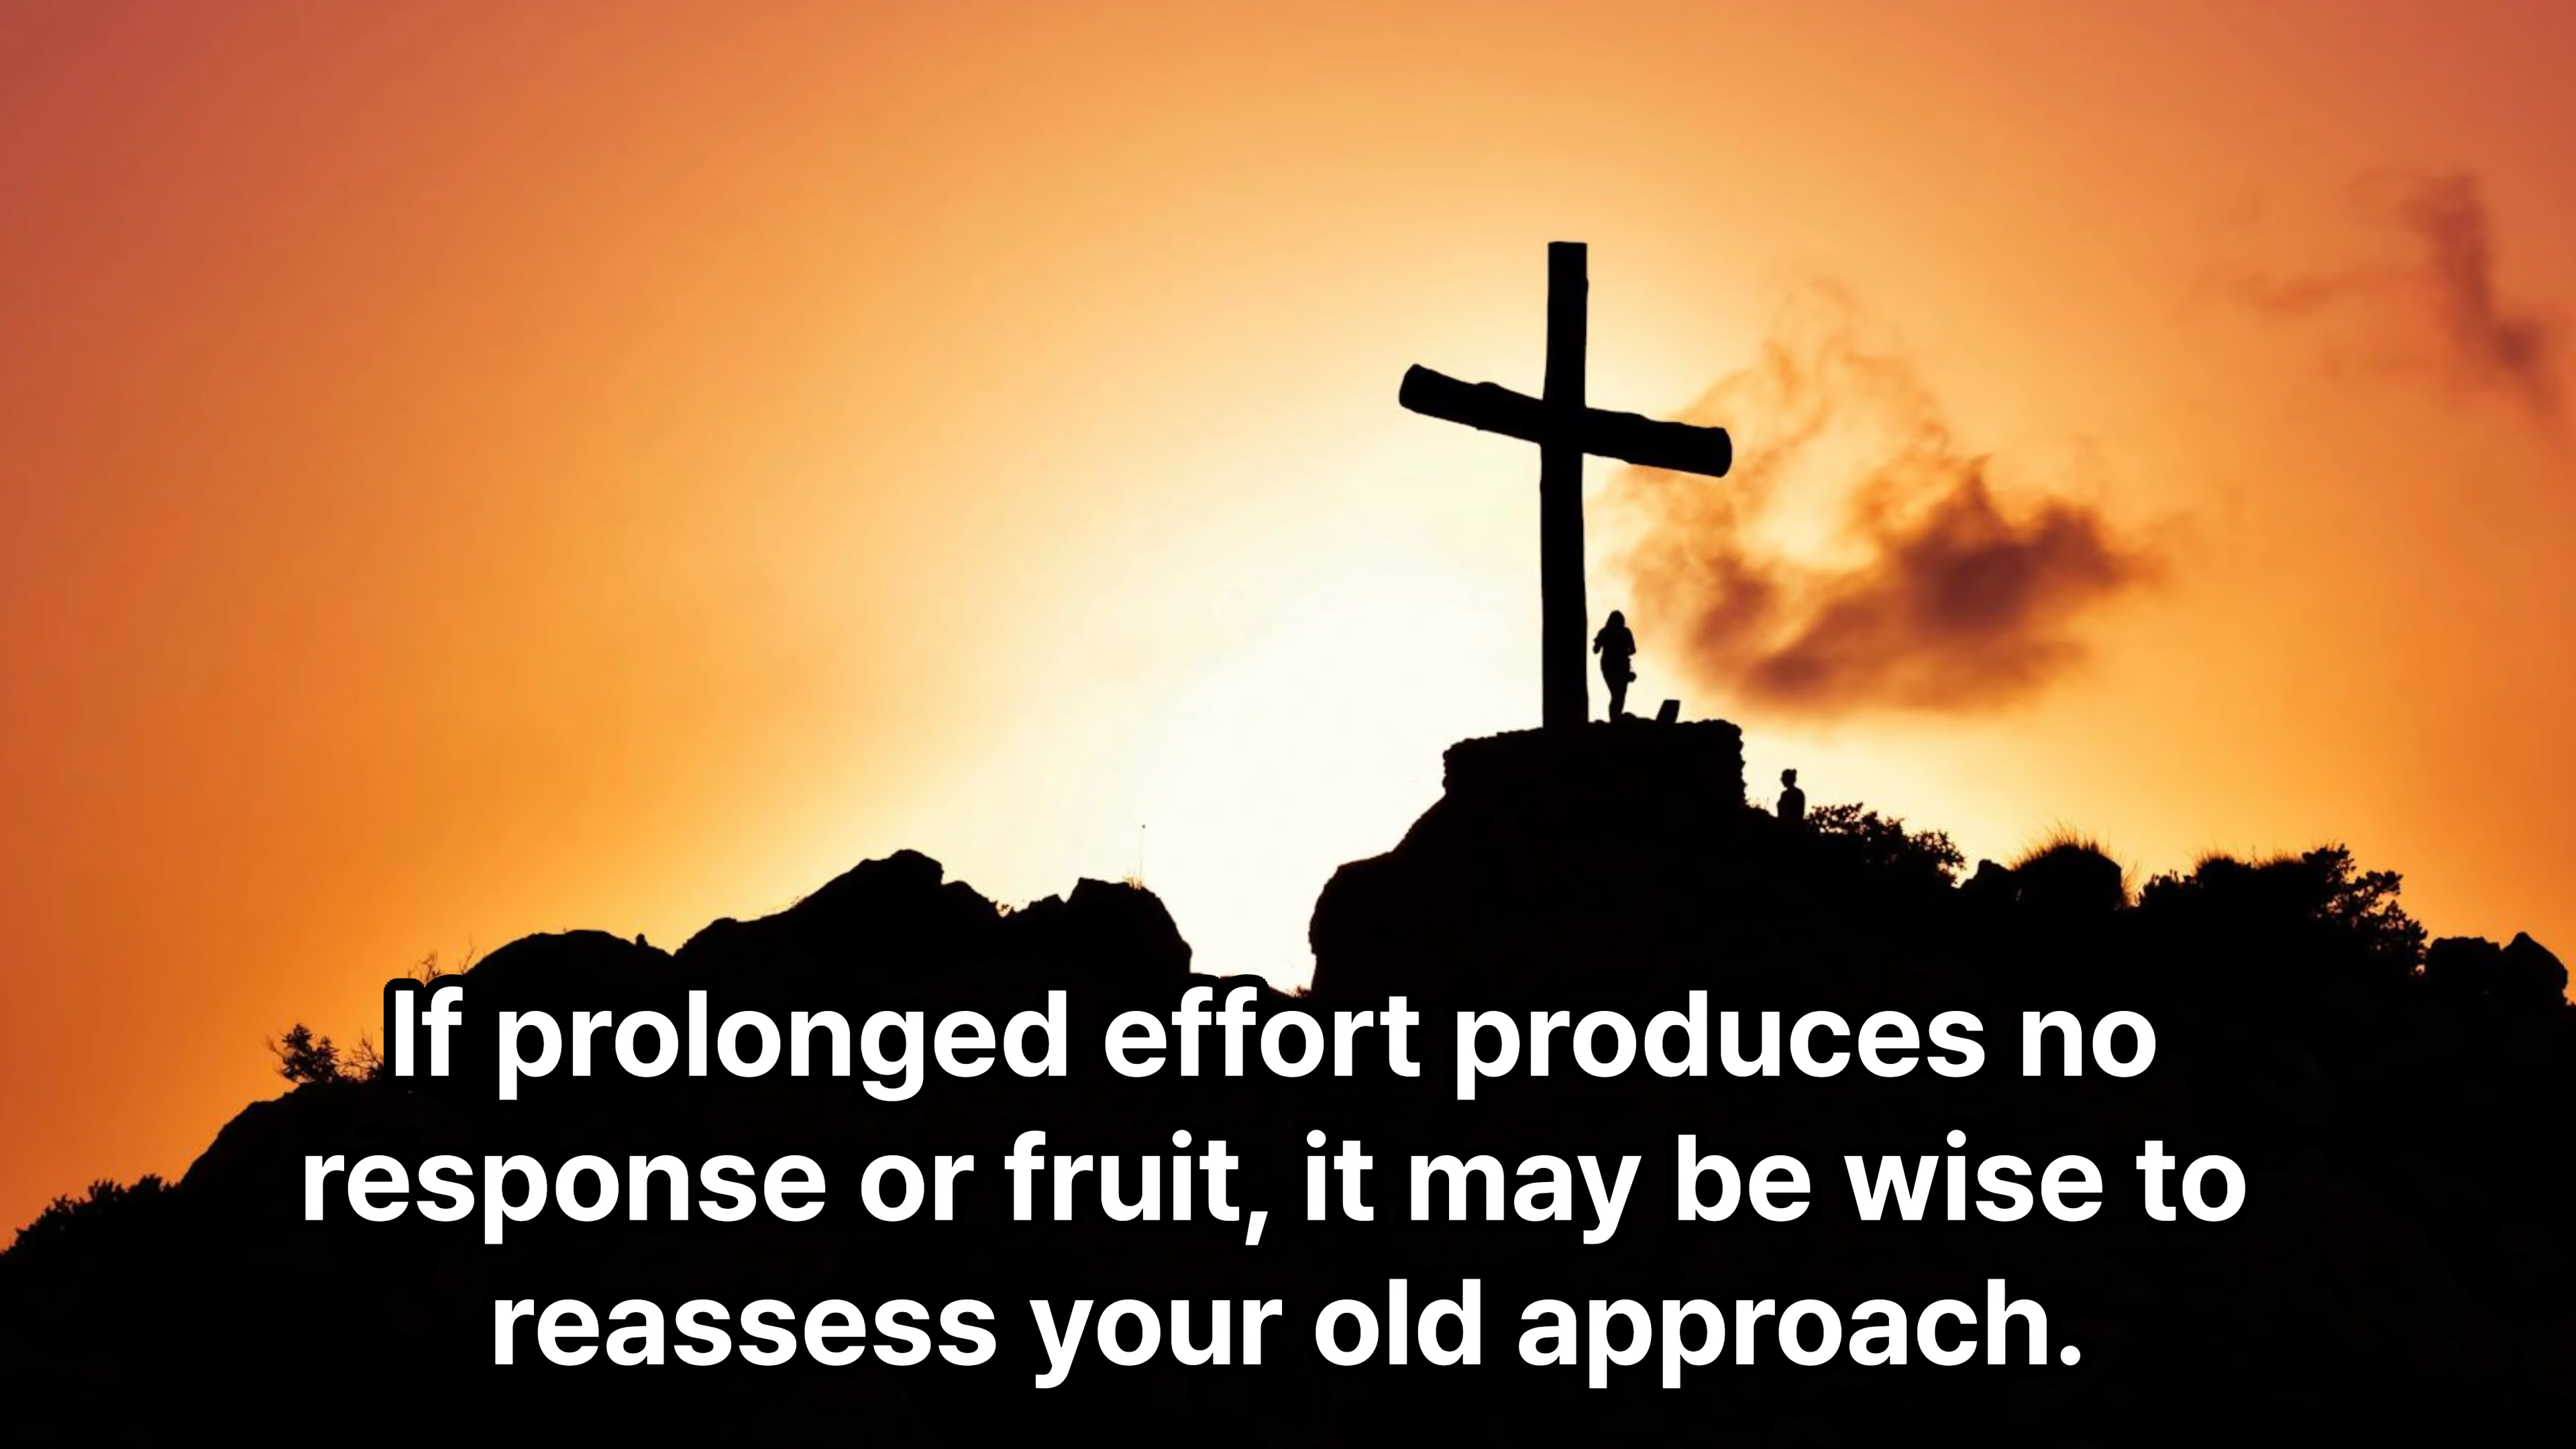 If prolonged effort produces no
response or fruit, it may be wise to
reassess your old approach.